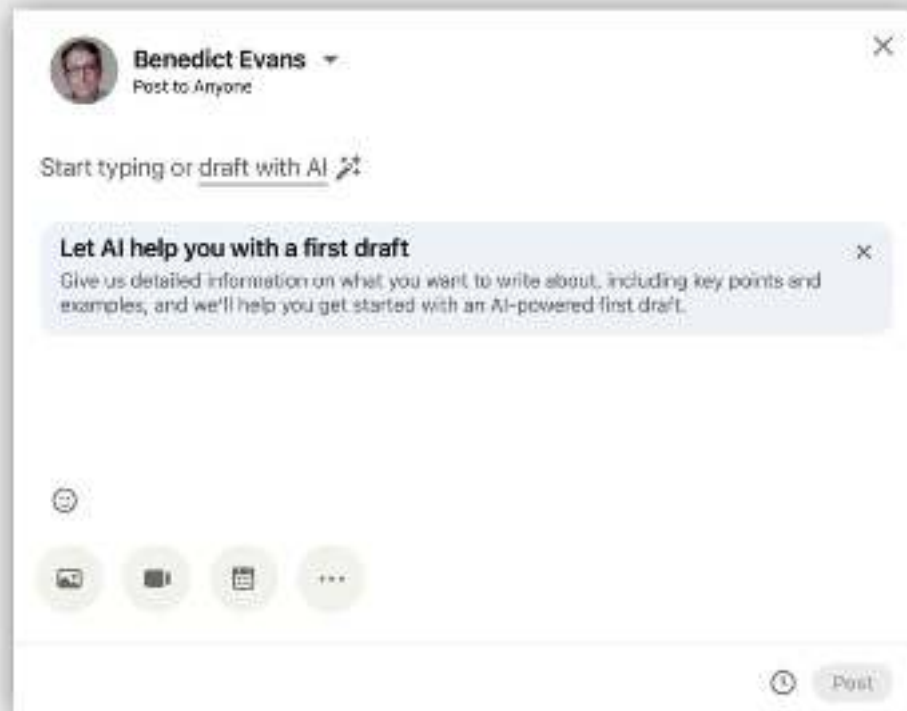 Benedict Evans
Post to Anyone
Start typing or draft with AI
Let AI help you with a first draft
Give us detailed information on what you want to write about, including key points and
examples, and we'll help you get started with an AI-powered first draft.
Post